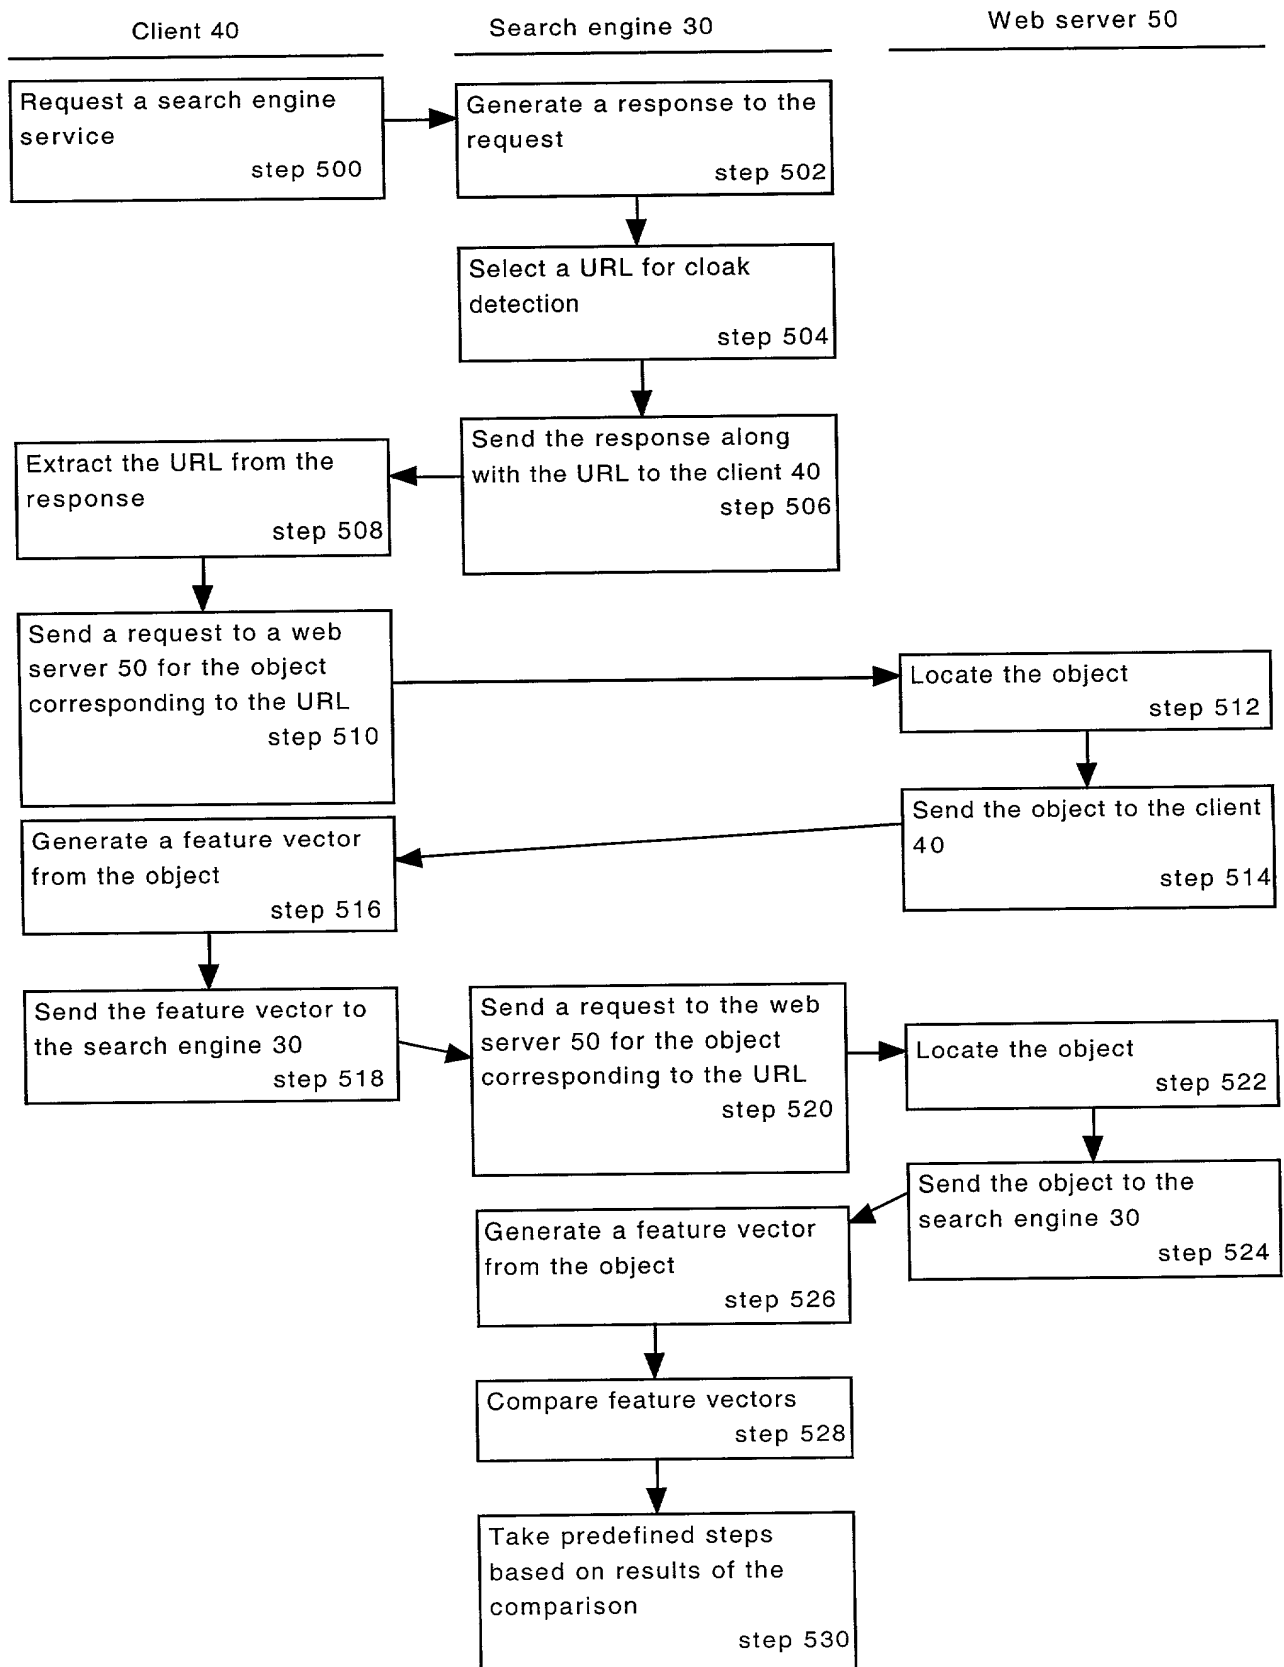 Client 40
Search engine 30
Web server 50
Request a search engine
service
step 500
Generate a response to the
request
step 502
Select a URL for cloak
detection
step 504
Send the response along
with the URL to the client 40
step 506
Extract the URL from the
response
step 508
Send a request to a web
server 50 for the object
corresponding to the URL
step 510
Locate the object
step 512
Send the object to the client
40
step 514
Generate a feature vector
from the object
step 516
Send the feature vector to
the search engine 30
step 518
Send a request to the web
server 50 for the object
corresponding to the URL
step 520
Locate the object
step 522
Send the object to the
search engine 30
step 524
Generate a feature vector
from the object
step 526
Compare feature vectors
step 528
Take predefined steps
based on results of the
comparison
step 530